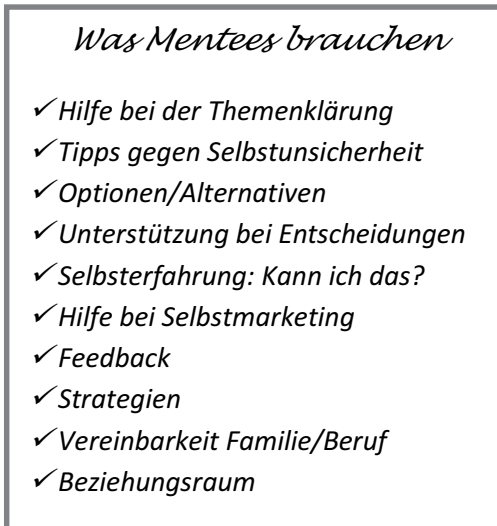 Was Mentees brauchen
✓ Hilfe bei der Themenklärung
✓ Tipps gegen Selbstunsicherheit
✓ Optionen/Alternativen
✓ Unterstützung bei Entscheidungen
✓ Selbsterfahrung: Kann ich das?
✓ Hilfe bei Selbstmarketing
✓ Feedback
✓ Strategien
✓ Vereinbarkeit Familie/Beruf
✓ Beziehungsraum